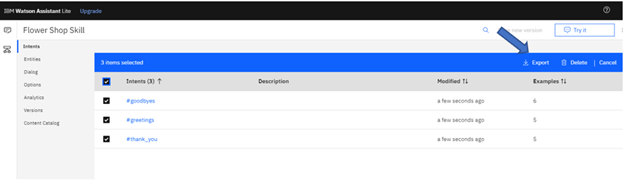 IBM Watson Assistant Lite Upgrade
Flower Shop Skill
new version
Try it
Intents
Entities
Dialog
Options
Analytics
Versions
Content Catalog
3 items selected
Export
Delete
Cancel
Intents (3) ↑ Description Modified ↑↓ Examples ↑↓
#goodbyes a few seconds ago 6
#greetings a few seconds ago 5
#thank_you a few seconds ago 5